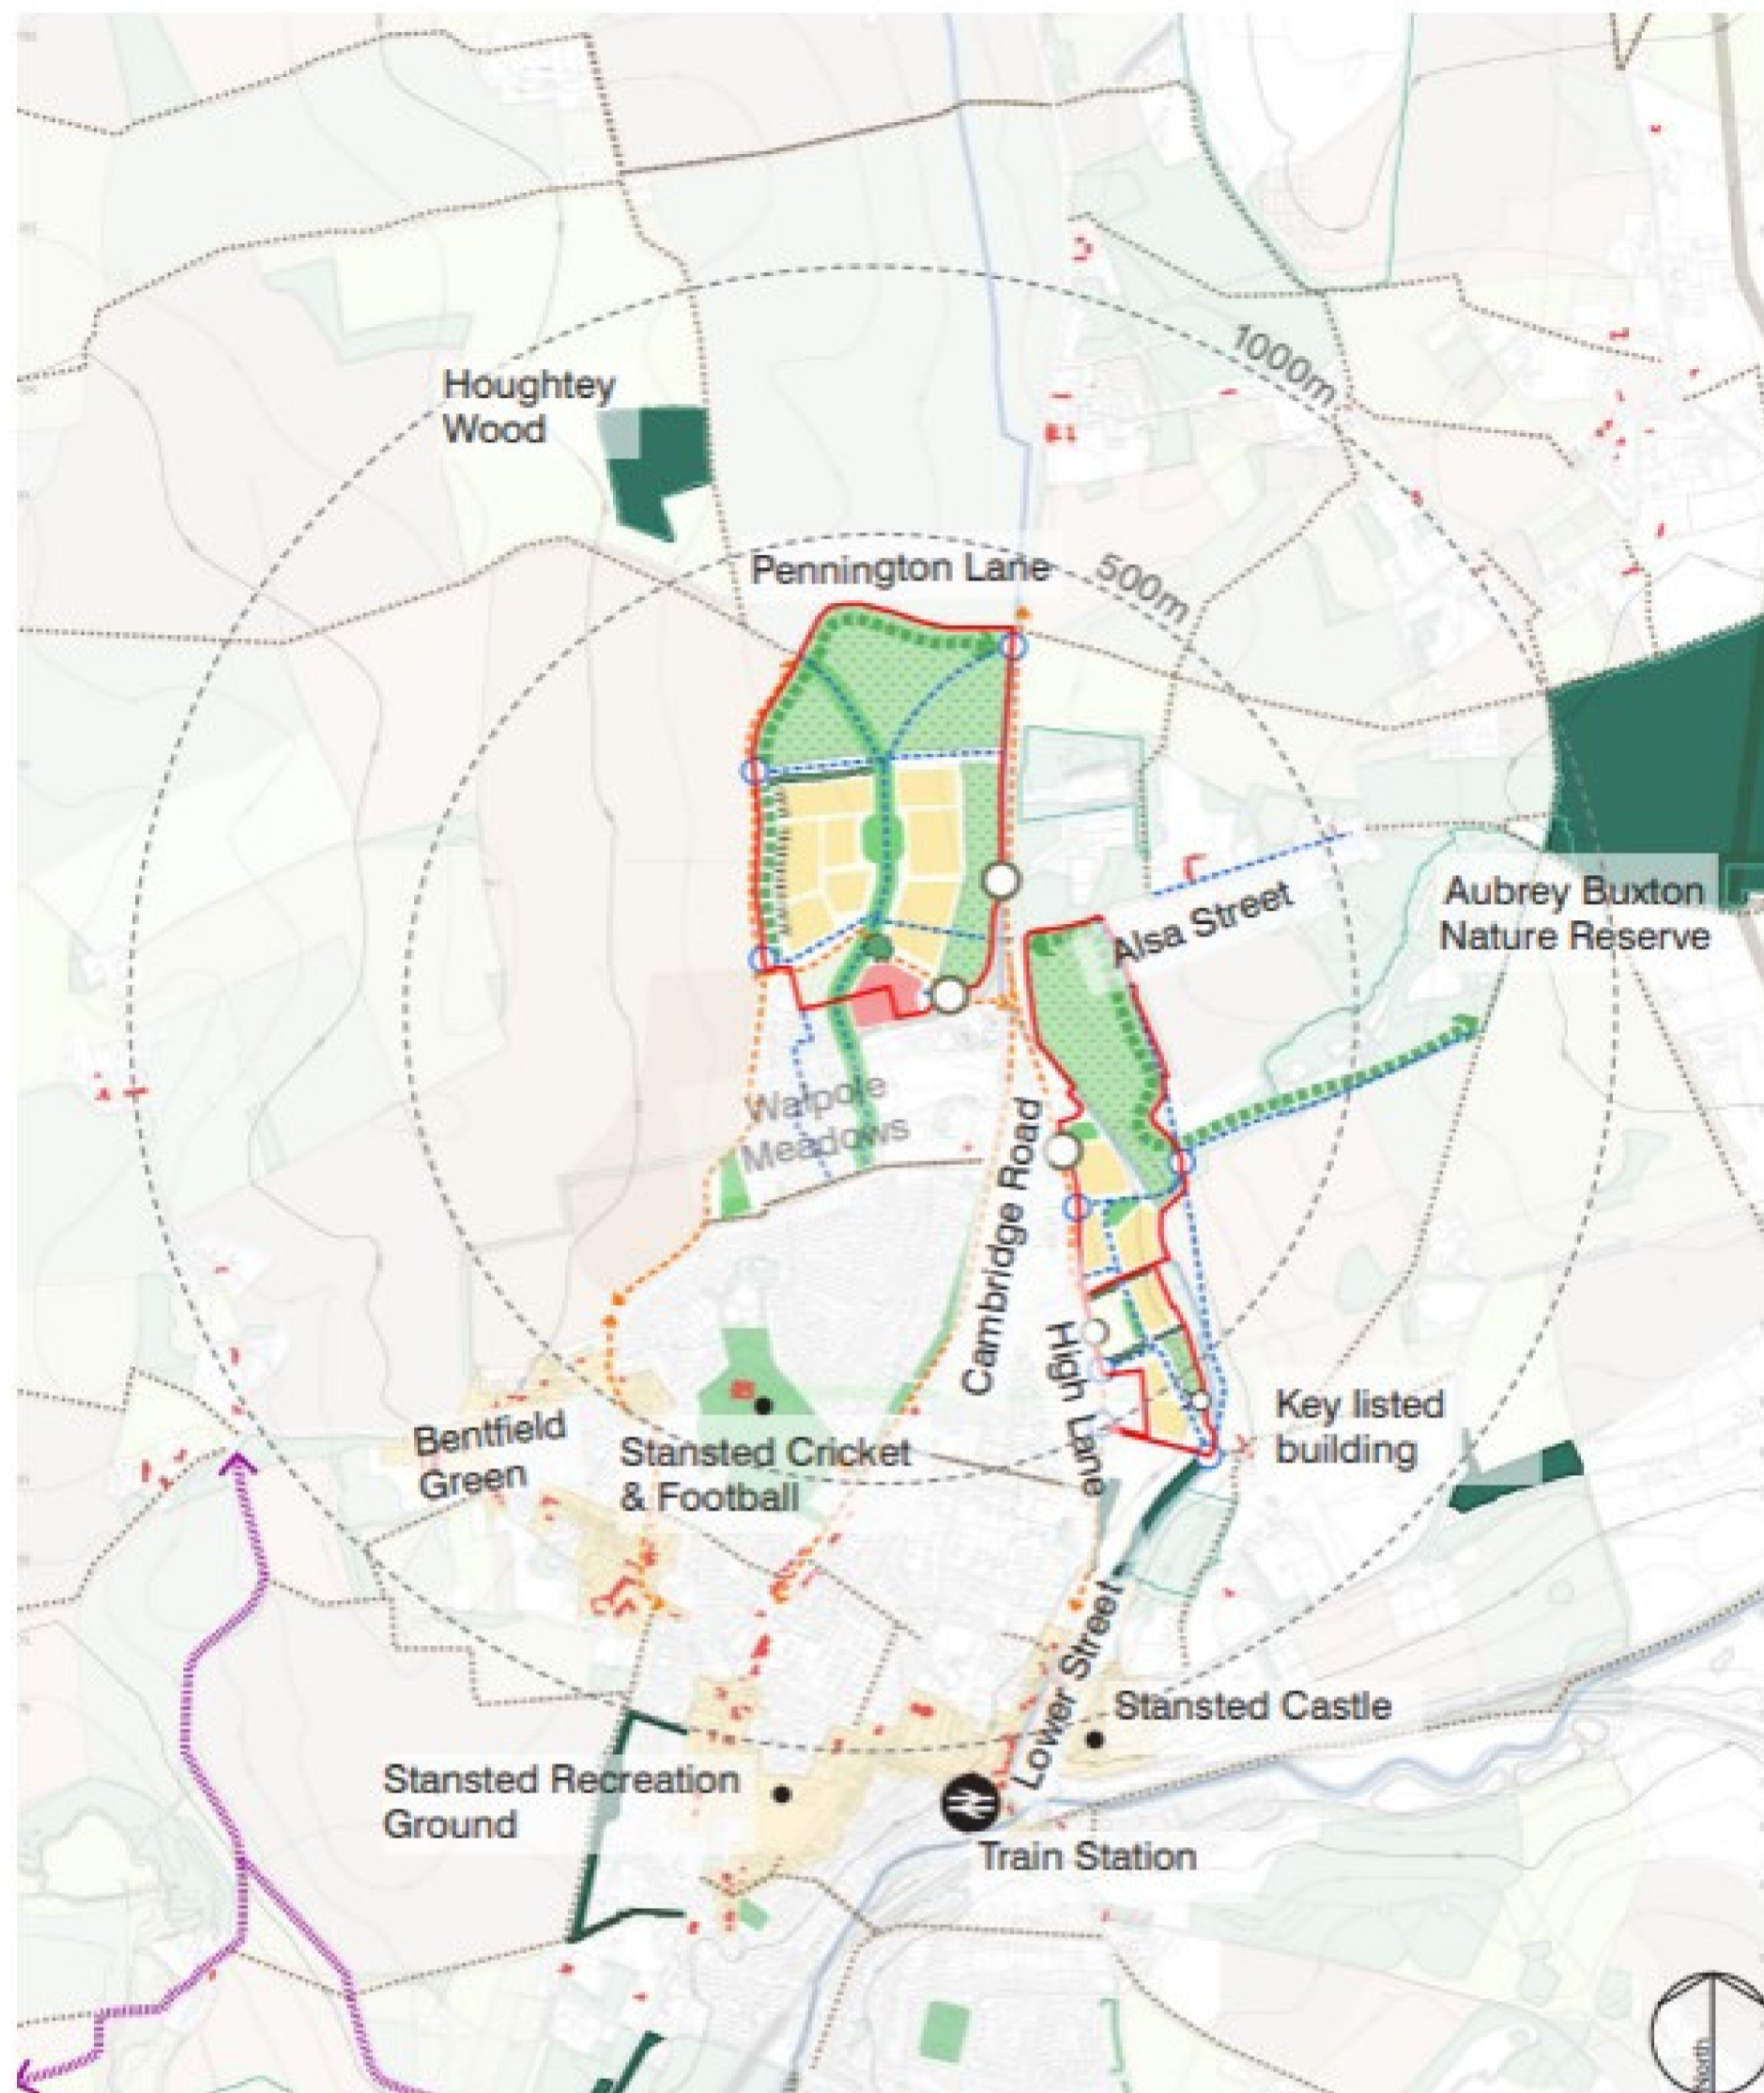 1000m
Houghtey
Wood
Pennington Lane
500m
Aubrey Buxton
Nature Reserve
Alsa Street
Walpole
Meadows
Cambridge Road
High Lane
Key listed
building
Bentfield
Green
Stansted Cricket
& Football
Lower Street
Stansted Castle
Stansted Recreation
Ground
Train Station
North